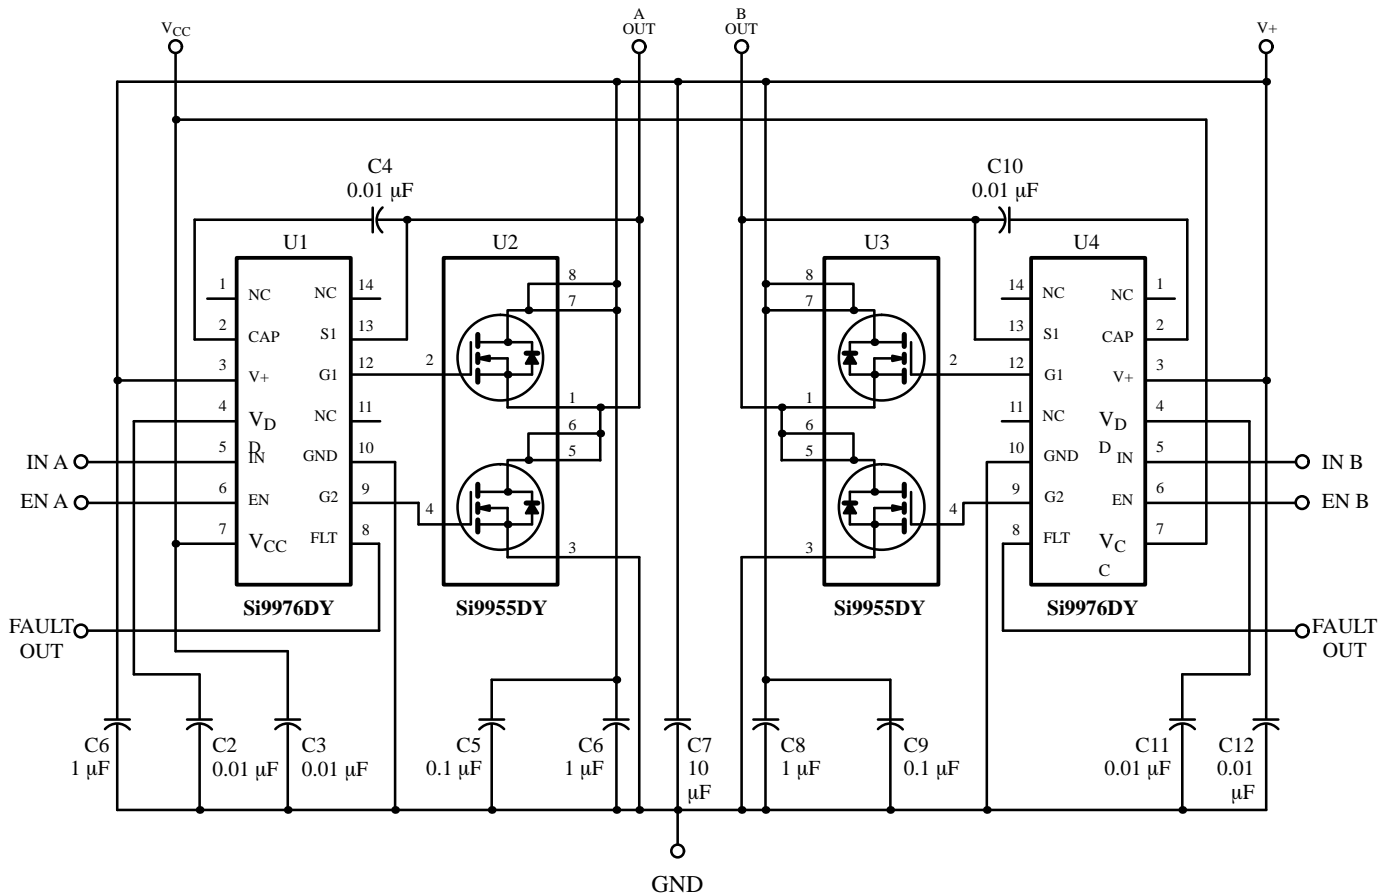 VCC
A
OUT
B
OUT
V+
C4
0.01 µF
C10
0.01 µF
U1
U2
U3
U4
1
NC
NC
14
2
CAP
S1
13
3
V+
G1
12
4
VD
D
NC
11
5
IN
GND
10
6
EN
G2
9
7
VCC
FLT
8
Si9976DY
8
7
2
1
6
5
4
3
Si9955DY
8
7
2
1
6
5
4
3
Si9955DY
14
NC
NC
1
13
S1
CAP
2
12
G1
V+
3
11
NC
VD
D
4
10
GND
IN
5
9
G2
EN
6
8
FLT
VC
C
7
Si9976DY
IN A
EN A
FAULT
OUT
IN B
EN B
FAULT
OUT
C6
1 µF
C2
0.01 µF
C3
0.01 µF
C5
0.1 µF
C6
1 µF
C7
10
µF
C8
1 µF
C9
0.1 µF
C11
0.01 µF
C12
0.01
µF
GND